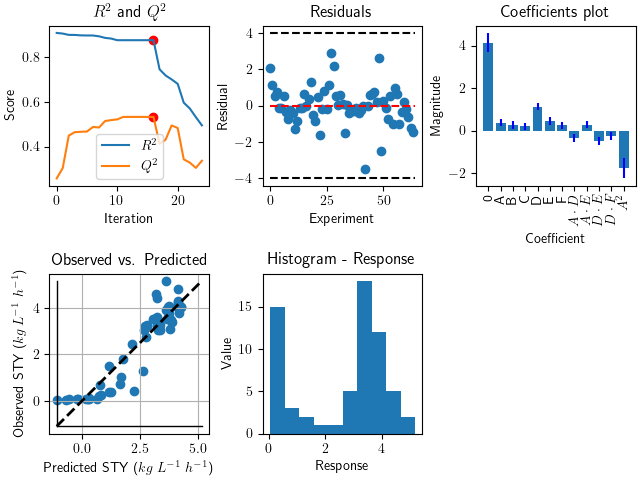 R² and Q²
Score
0.8
0.6
0.4
0
10
20
Iteration
R²
Q²
Residuals
Residual
4
2
0
−2
−4
0
25
50
Experiment
Coefficients plot
Magnitude
4
2
0
−2
0
A
B
C
D
E
F
A · D
A · E
D · E
D · F
A²
Coefficient
Observed vs. Predicted
Observed STY (kg L⁻¹ h⁻¹)
4
2
0
0.0
2.5
5.0
Predicted STY (kg L⁻¹ h⁻¹)
Histogram - Response
Value
15
10
5
0
0
2
4
Response